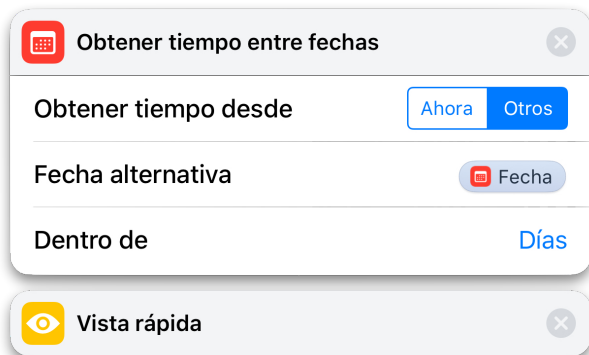 Obtener tiempo entre fechas
Obtener tiempo desde Ahora Otros
Fecha alternativa Fecha
Dentro de Días
Vista rápida